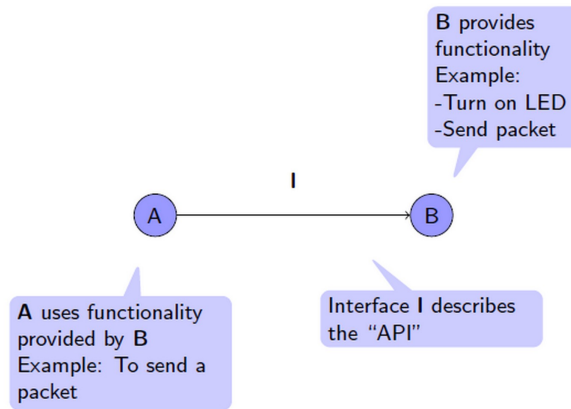 B provides
functionality
Example:
-Turn on LED
-Send packet
I
A
B
A uses functionality
provided by B
Example: To send a
packet
Interface I describes
the “API”